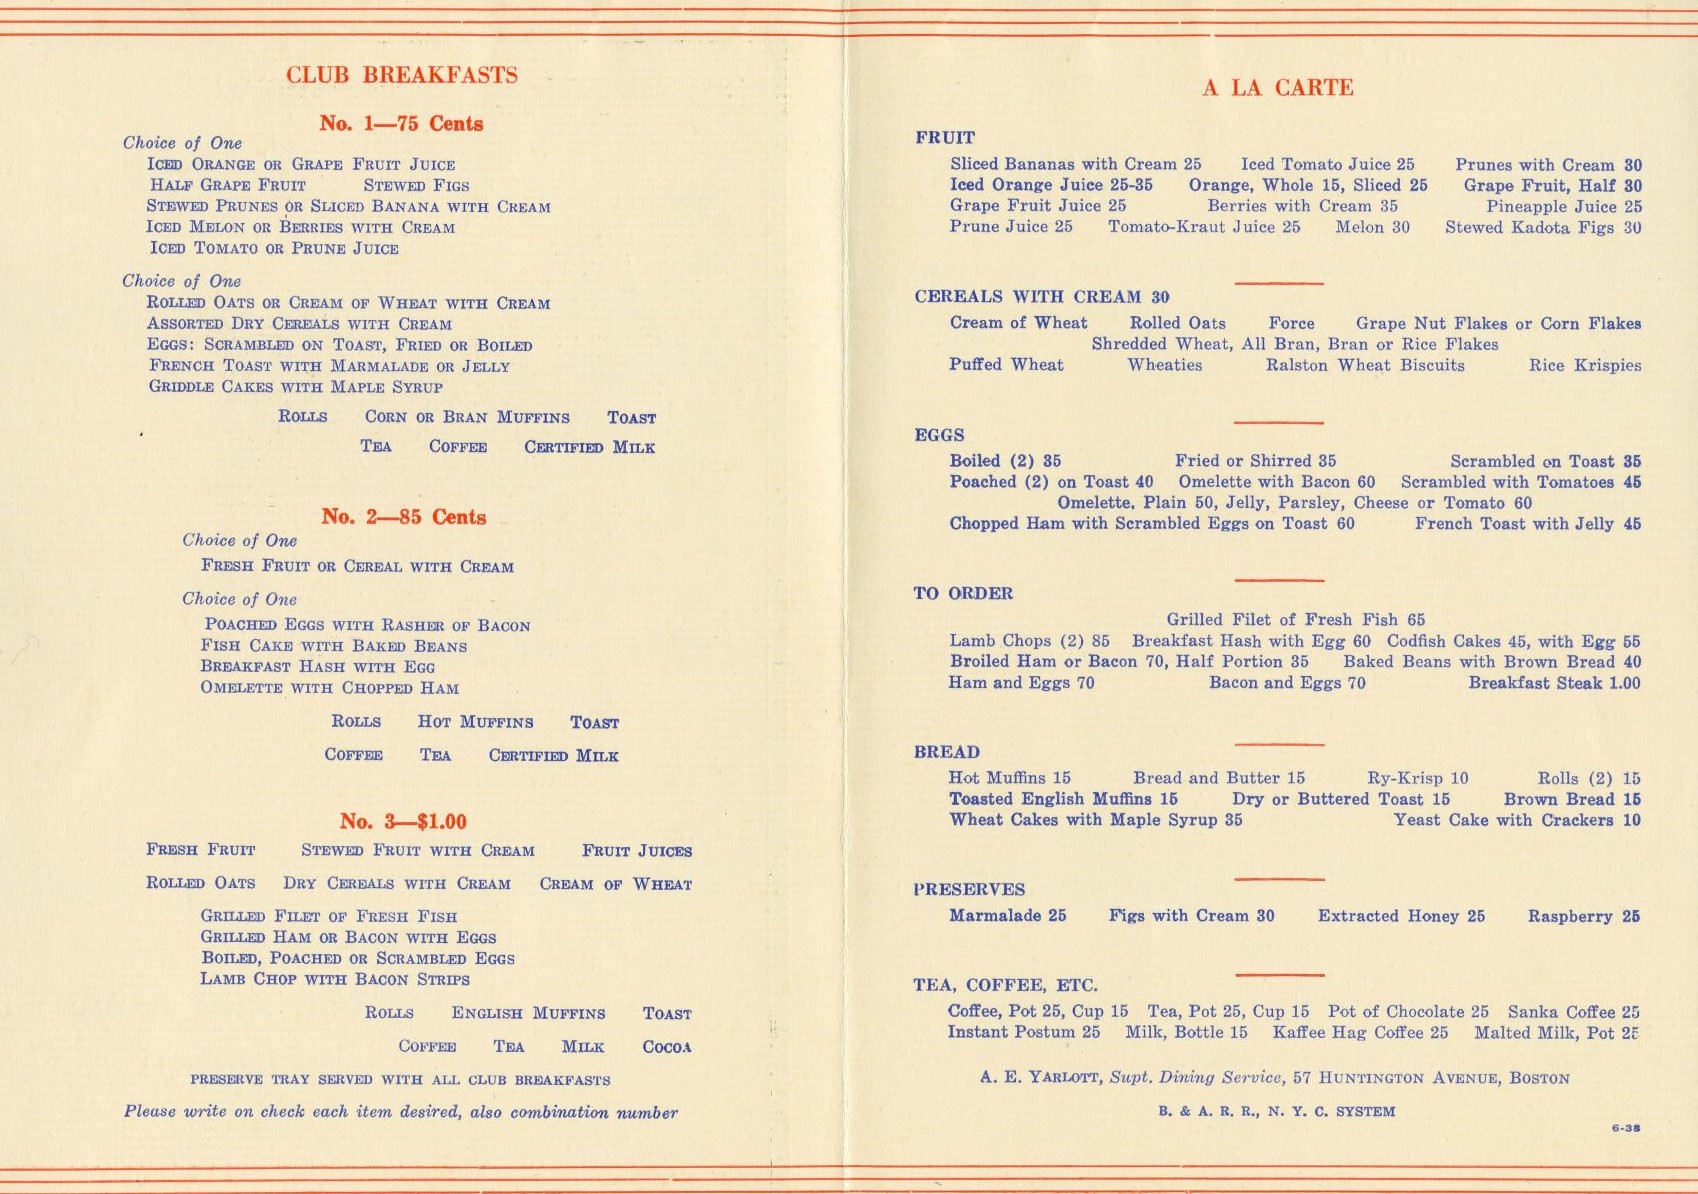 CLUB BREAKFASTS
No. 1—75 Cents
Choice of One
ICED ORANGE OR GRAPE FRUIT JUICE
HALF GRAPE FRUIT STEWED FIGS
STEWED PRUNES OR SLICED BANANA WITH CREAM
ICED MELON OR BERRIES WITH CREAM
ICED TOMATO OR PRUNE JUICE
Choice of One
ROLLED OATS OR CREAM OF WHEAT WITH CREAM
ASSORTED DRY CEREALS WITH CREAM
EGGS: SCRAMBLED ON TOAST, FRIED OR BOILED
FRENCH TOAST WITH MARMALADE OR JELLY
GRIDDLE CAKES WITH MAPLE SYRUP
ROLLS CORN OR BRAN MUFFINS TOAST
TEA COFFEE CERTIFIED MILK
No. 2—85 Cents
Choice of One
FRESH FRUIT OR CEREAL WITH CREAM
Choice of One
POACHED EGGS WITH RASHER OF BACON
FISH CAKE WITH BAKED BEANS
BREAKFAST HASH WITH EGG
OMELETTE WITH CHOPPED HAM
ROLLS HOT MUFFINS TOAST
COFFEE TEA CERTIFIED MILK
No. 3—$1.00
FRESH FRUIT STEWED FRUIT WITH CREAM FRUIT JUICES
ROLLED OATS DRY CEREALS WITH CREAM CREAM OF WHEAT
GRILLED FILET OF FRESH FISH
GRILLED HAM OR BACON WITH EGGS
BOILED, POACHED OR SCRAMBLED EGGS
LAMB CHOP WITH BACON STRIPS
ROLLS ENGLISH MUFFINS TOAST
COFFEE TEA MILK COCOA
PRESERVE TRAY SERVED WITH ALL CLUB BREAKFASTS
Please write on check each item desired, also combination number
A LA CARTE
FRUIT
Sliced Bananas with Cream 25 Iced Tomato Juice 25 Prunes with Cream 30
Iced Orange Juice 25-35 Orange, Whole 15, Sliced 25 Grape Fruit, Half 30
Grape Fruit Juice 25 Berries with Cream 35 Pineapple Juice 25
Prune Juice 25 Tomato-Kraut Juice 25 Melon 30 Stewed Kadota Figs 30
CEREALS WITH CREAM 30
Cream of Wheat Rolled Oats Force Grape Nut Flakes or Corn Flakes
Shredded Wheat, All Bran, Bran or Rice Flakes
Puffed Wheat Wheaties Ralston Wheat Biscuits Rice Krispies
EGGS
Boiled (2) 35 Fried or Shirred 35 Scrambled on Toast 35
Poached (2) on Toast 40 Omelette with Bacon 60 Scrambled with Tomatoes 45
Omelette, Plain 50, Jelly, Parsley, Cheese or Tomato 60
Chopped Ham with Scrambled Eggs on Toast 60 French Toast with Jelly 45
TO ORDER
Grilled Filet of Fresh Fish 65
Lamb Chops (2) 85 Breakfast Hash with Egg 60 Codfish Cakes 45, with Egg 55
Broiled Ham or Bacon 70, Half Portion 35 Baked Beans with Brown Bread 40
Ham and Eggs 70 Bacon and Eggs 70 Breakfast Steak 1.00
BREAD
Hot Muffins 15 Bread and Butter 15 Ry-Krisp 10 Rolls (2) 15
Toasted English Muffins 15 Dry or Buttered Toast 15 Brown Bread 15
Wheat Cakes with Maple Syrup 35 Yeast Cake with Crackers 10
PRESERVES
Marmalade 25 Figs with Cream 30 Extracted Honey 25 Raspberry 25
TEA, COFFEE, ETC.
Coffee, Pot 25, Cup 15 Tea, Pot 25, Cup 15 Pot of Chocolate 25 Sanka Coffee 25
Instant Postum 25 Milk, Bottle 15 Kaffee Hag Coffee 25 Malted Milk, Pot 25
A. E. YARLOTT, Supt. Dining Service, 57 HUNTINGTON AVENUE, BOSTON
B. & A. R. R., N. Y. C. SYSTEM
6-38